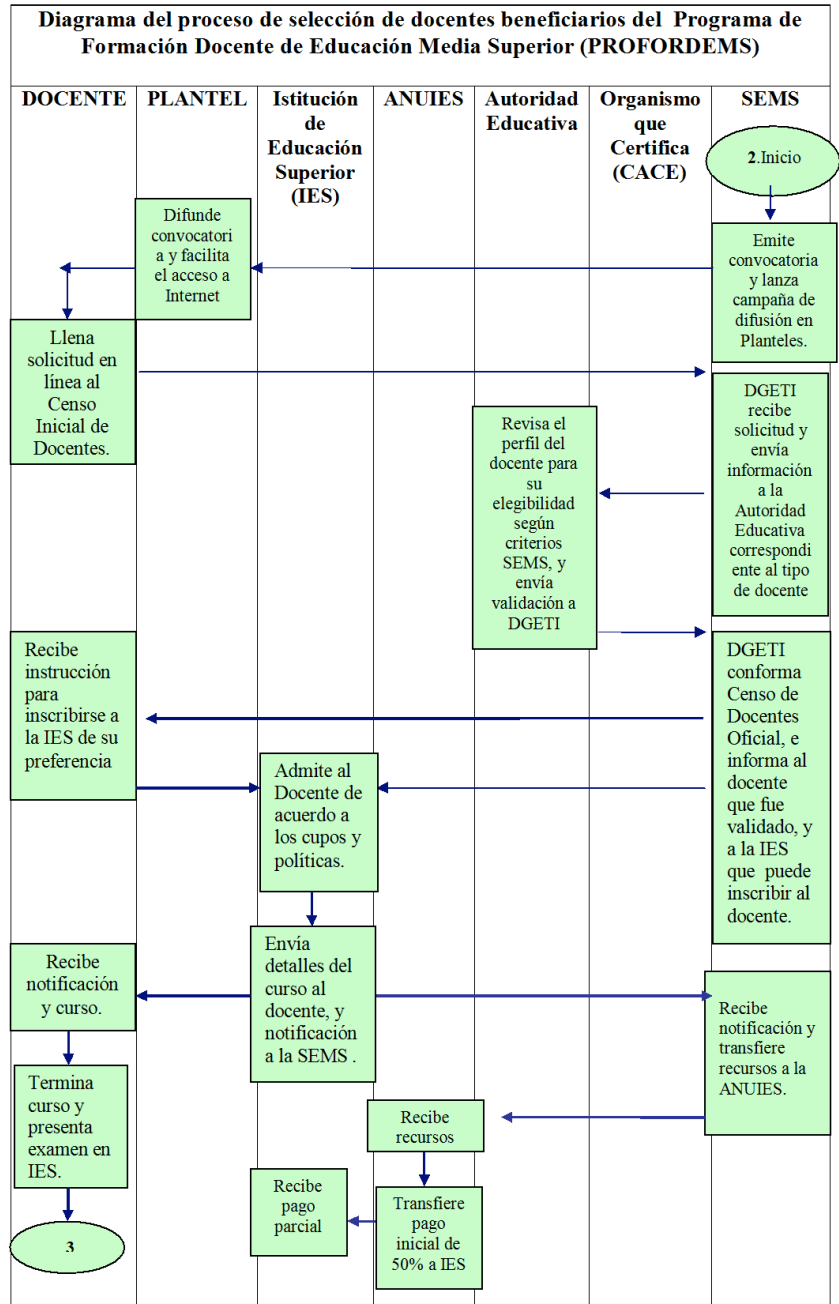 Diagrama del proceso de selección de docentes beneficiarios del Programa de
Formación Docente de Educación Media Superior (PROFORDEMS)
DOCENTE
PLANTEL
Istitución
de
Educación
Superior
(IES)
ANUIES
Autoridad
Educativa
Organismo
que
Certifica
(CACE)
SEMS
2.Inicio
Difunde
convocatori
a y facilita
el acceso a
Internet
Emite
convocatoria
y lanza
campaña de
difusión en
Planteles.
Llena
solicitud en
línea al
Censo
Inicial de
Docentes.
DGETI
recibe
solicitud y
envía
información
a la
Autoridad
Educativa
correspondi
ente al tipo
de docente
Revisa el
perfil del
docente para
su
elegibilidad
según
criterios
SEMS, y
envía
validación a
DGETI
Recibe
instrucción
para
inscribirse a
la IES de su
preferencia
DGETI
conforma
Censo de
Docentes
Oficial, e
informa al
docente
que fue
validado, y
a la IES
que puede
inscribir al
docente.
Admite al
Docente de
acuerdo a
los cupos y
políticas.
Envía
detalles del
curso al
docente, y
notificación
a la SEMS .
Recibe
notificación
y curso.
Recibe
notificación y
transfiere
recursos a la
ANUIES.
Termina
curso y
presenta
examen en
IES.
Recibe
recursos
Transfiere
pago
inicial de
50% a IES
Recibe
pago
parcial
3